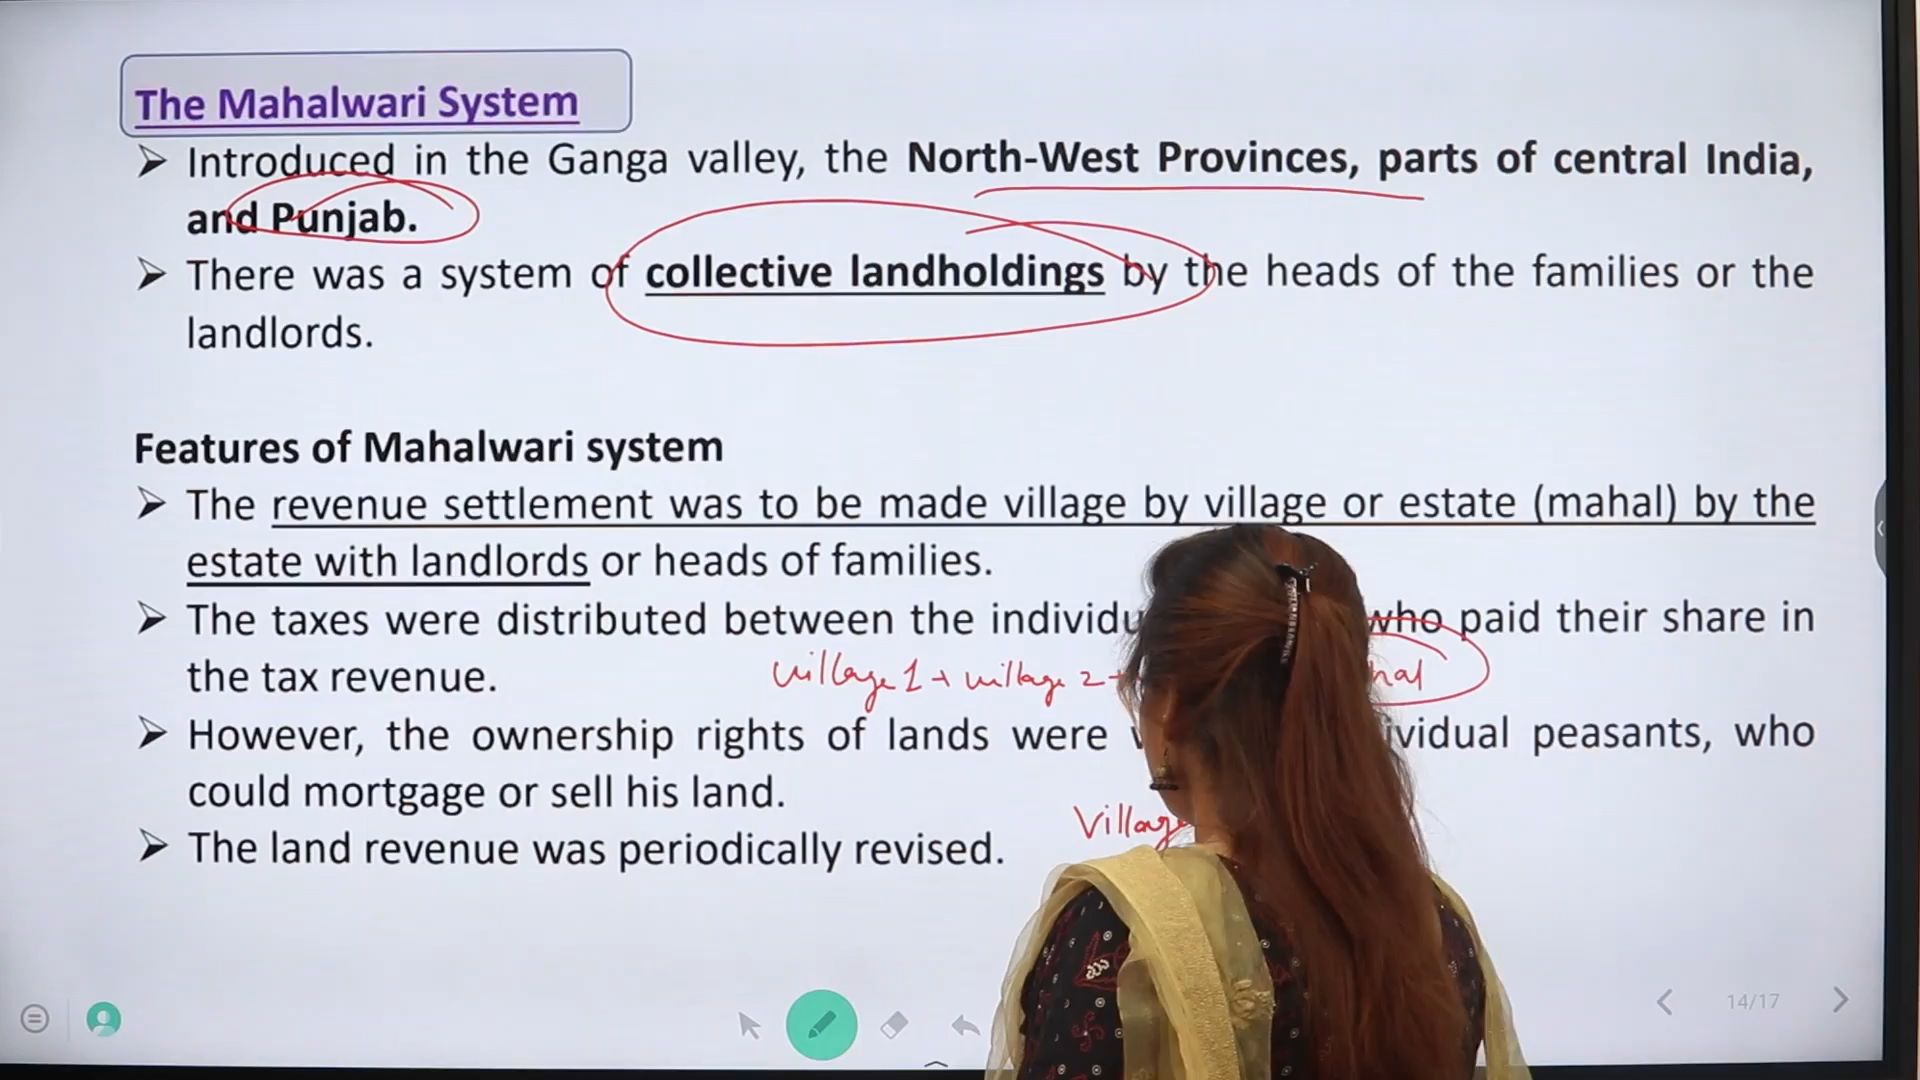 The Mahalwari System
➢ Introduced in the Ganga valley, the North-West Provinces, parts of central India,
and Punjab.
➢ There was a system of collective landholdings by the heads of the families or the
landlords.
Features of Mahalwari system
➢ The revenue settlement was to be made village by village or estate (mahal) by the
estate with landlords or heads of families.
➢ The taxes were distributed between the who paid their share in
the tax revenue.
village 1 + village 2 +
➢ However, the ownership rights of lands were peasants, who
could mortgage or sell his land.
Village
➢ The land revenue was periodically revised.
14/17